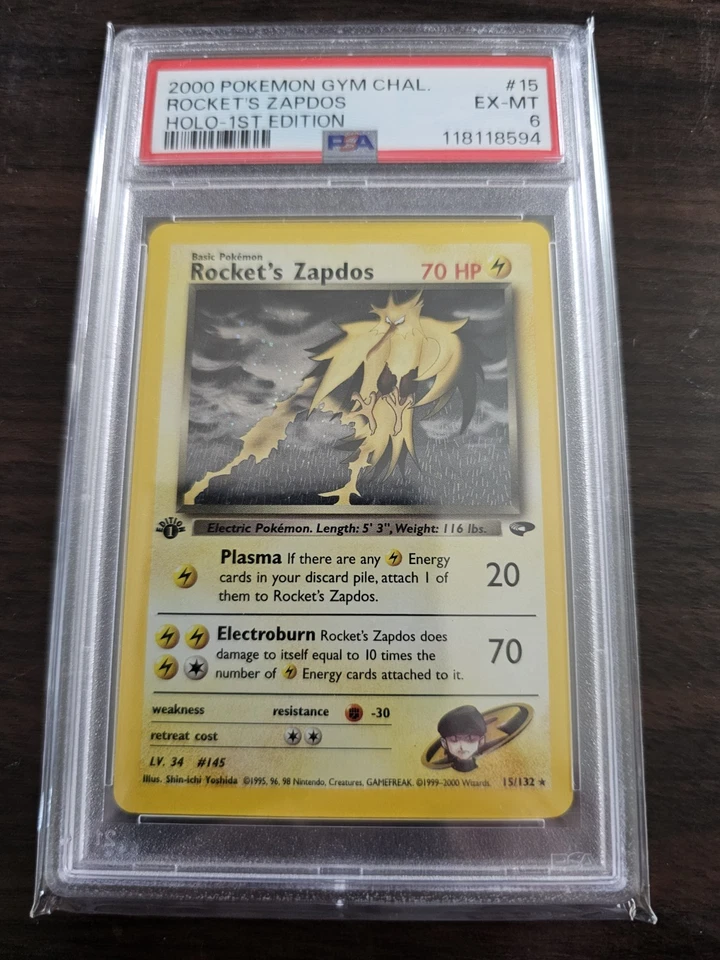 2000 POKEMON GYM CHAL. #15
ROCKET'S ZAPDOS EX-MT
HOLO-1ST EDITION 6
PSA 118118594
Basic Pokémon
Rocket's Zapdos 70 HP
Electric Pokémon. Length: 5' 3", Weight: 116 lbs.
EDITION 1
Plasma If there are any Energy
cards in your discard pile, attach 1 of
them to Rocket's Zapdos.
20
Electroburn Rocket's Zapdos does
damage to itself equal to 10 times the
number of Energy cards attached to it.
70
weakness resistance -30
retreat cost
LV. 34 #145
Illus. Shin-ichi Yoshida ©1995, 96, 98 Nintendo, Creatures, GAMEFREAK. ©1999-2000 Wizards. 15/132 ★
PSA